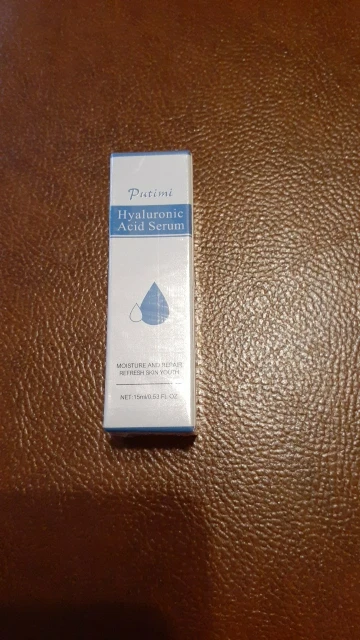 Putimi
Hyaluronic
Acid Serum
MOISTURE AND REPAIR
REFRESH SKIN YOUTH
NET:15ml/0.53 FL OZ